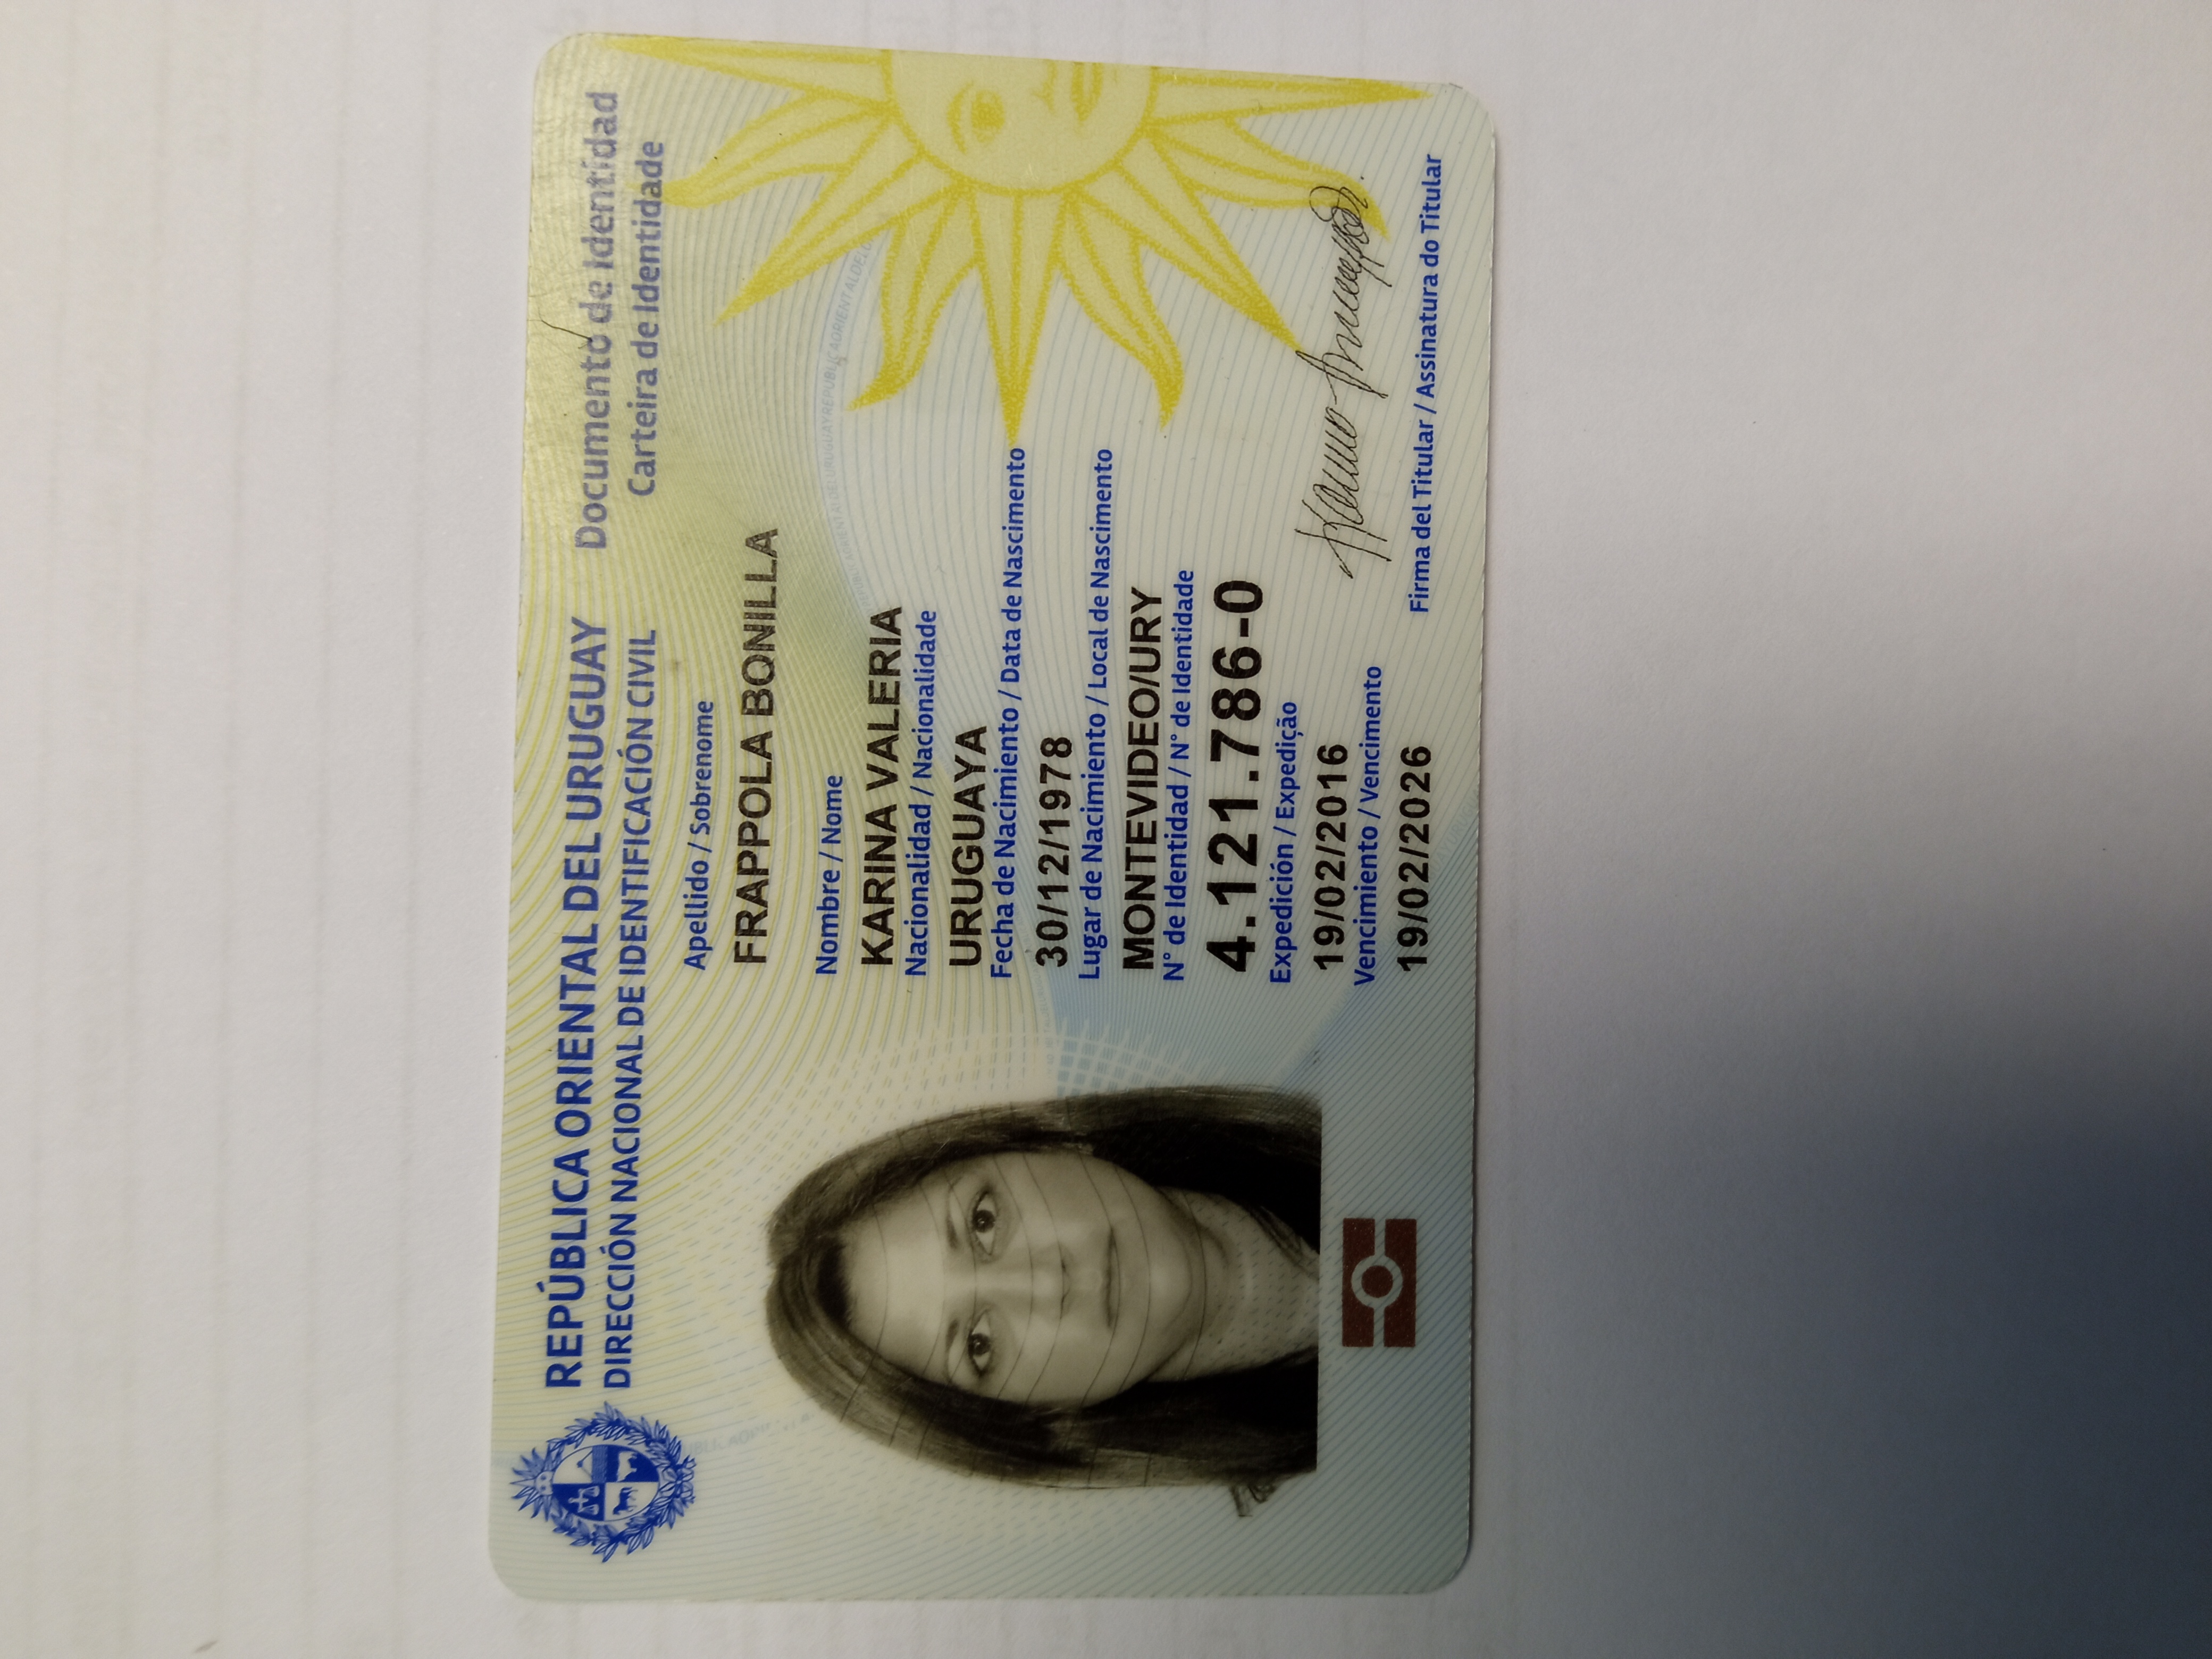 REPÚBLICA ORIENTAL DEL URUGUAY
DIRECCIÓN NACIONAL DE IDENTIFICACIÓN CIVIL
Documento de Identidad
Carteira de Identidade
Apellido / Sobrenome
FRAPPOLA BONILLA
Nombre / Nome
KARINA VALERIA
Nacionalidad / Nacionalidade
URUGUAYA
Fecha de Nacimiento / Data de Nascimento
30/12/1978
Lugar de Nacimiento / Local de Nascimento
MONTEVIDEO/URY
N° de Identidad / N° de Identidade
4.121.786-0
Expedición / Expedição
19/02/2016
Vencimiento / Vencimento
19/02/2026
Firma del Titular / Assinatura do Titular